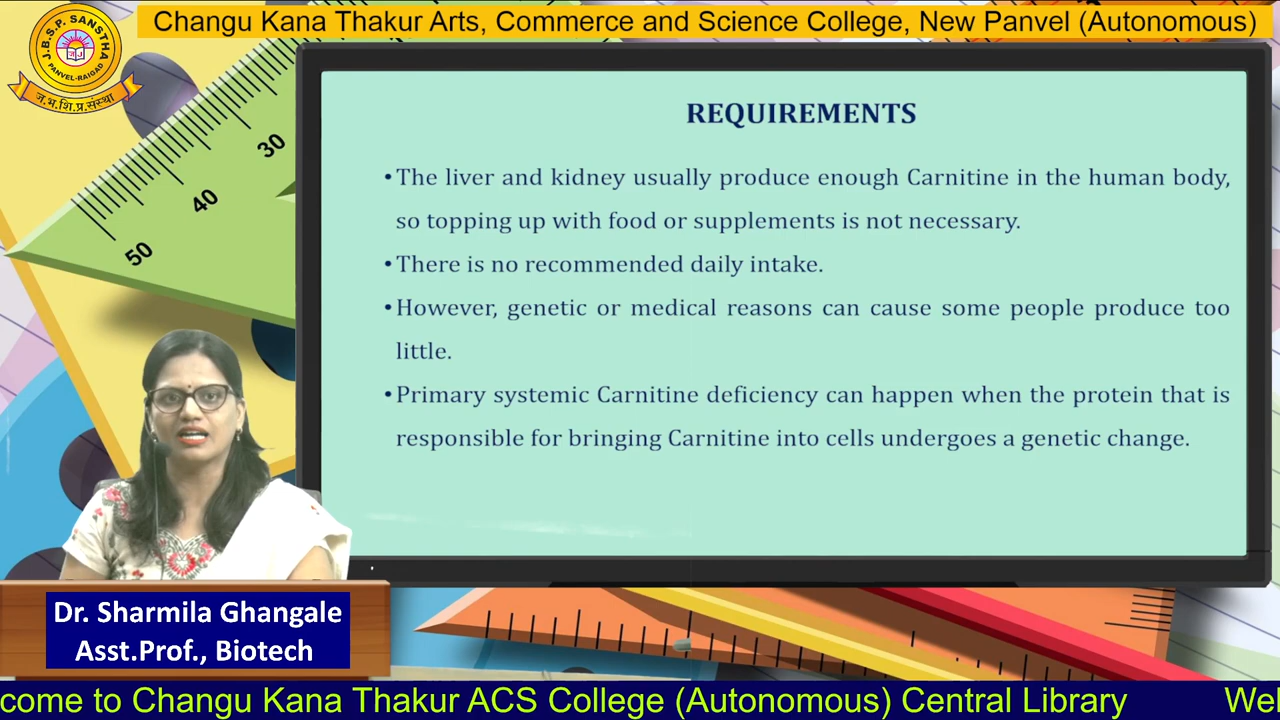 Changu Kana Thakur Arts, Commerce and Science College, New Panvel (Autonomous)
J.B.S.P. SANSTHA
PANVEL-RAIGAD
ज.भ.शि.प्र.संस्था
30
40
50
REQUIREMENTS
•The liver and kidney usually produce enough Carnitine in the human body,
so topping up with food or supplements is not necessary.
•There is no recommended daily intake.
•However, genetic or medical reasons can cause some people produce too
little.
•Primary systemic Carnitine deficiency can happen when the protein that is
responsible for bringing Carnitine into cells undergoes a genetic change.
Dr. Sharmila Ghangale
Asst.Prof., Biotech
come to Changu Kana Thakur ACS College (Autonomous) Central Library Wel